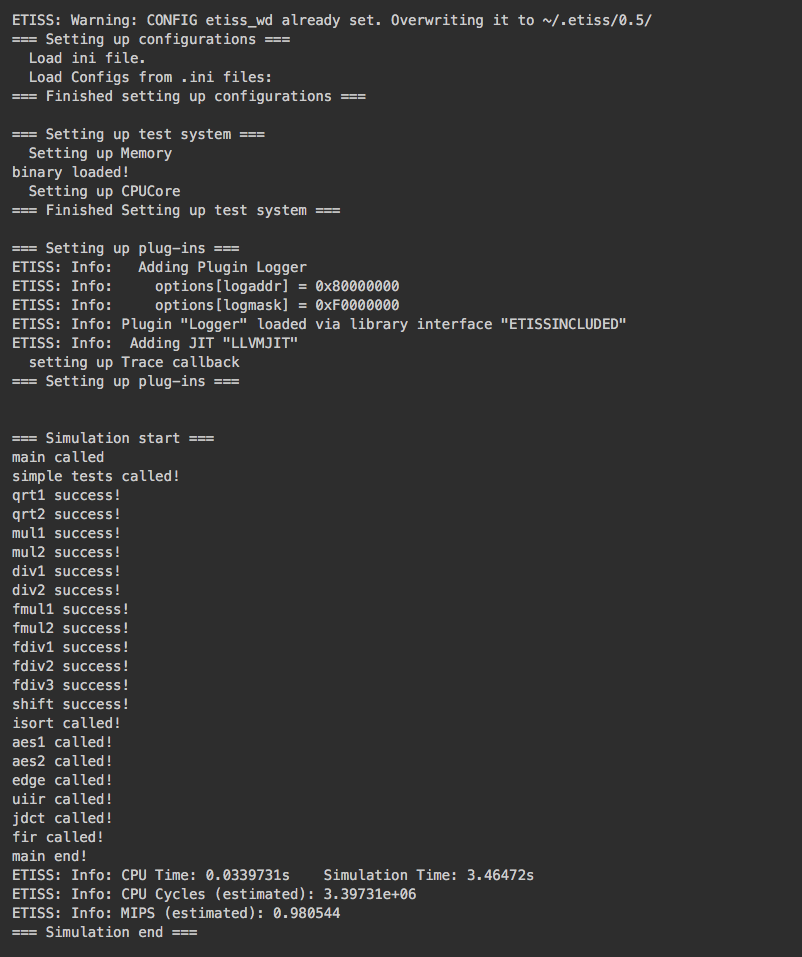 ETISS: Warning: CONFIG etiss_wd already set. Overwriting it to ~/.etiss/0.5/
=== Setting up configurations ===
  Load ini file.
  Load Configs from .ini files:
=== Finished setting up configurations ===

=== Setting up test system ===
  Setting up Memory
binary loaded!
  Setting up CPUCore
=== Finished Setting up test system ===

=== Setting up plug-ins ===
ETISS: Info:   Adding Plugin Logger
ETISS: Info:     options[logaddr] = 0x80000000
ETISS: Info:     options[logmask] = 0xF0000000
ETISS: Info: Plugin "Logger" loaded via library interface "ETISSINCLUDED"
ETISS: Info:  Adding JIT "LLVMJIT"
  setting up Trace callback
=== Setting up plug-ins ===


=== Simulation start ===
main called
simple tests called!
qrt1 success!
qrt2 success!
mul1 success!
mul2 success!
div1 success!
div2 success!
fmul1 success!
fmul2 success!
fdiv1 success!
fdiv2 success!
fdiv3 success!
shift success!
isort called!
aes1 called!
aes2 called!
edge called!
uiir called!
jdct called!
fir called!
main end!
ETISS: Info: CPU Time: 0.0339731s    Simulation Time: 3.46472s
ETISS: Info: CPU Cycles (estimated): 3.39731e+06
ETISS: Info: MIPS (estimated): 0.980544
=== Simulation end ===